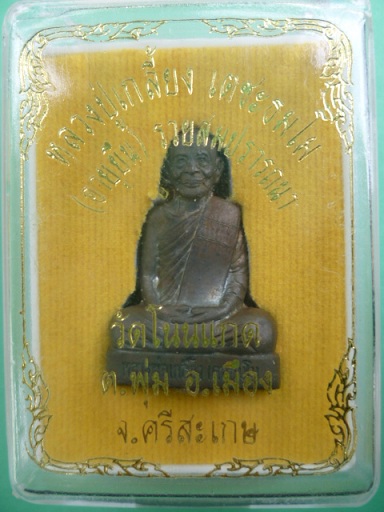 หลวงปู่เกลี้ยง เตชะธมฺโม
(อายุยืน) รวยสมปรารถนา
วัดโนนแกด
ต.พุ่ม อ.เมือง
จ.ศรีสะเกษ